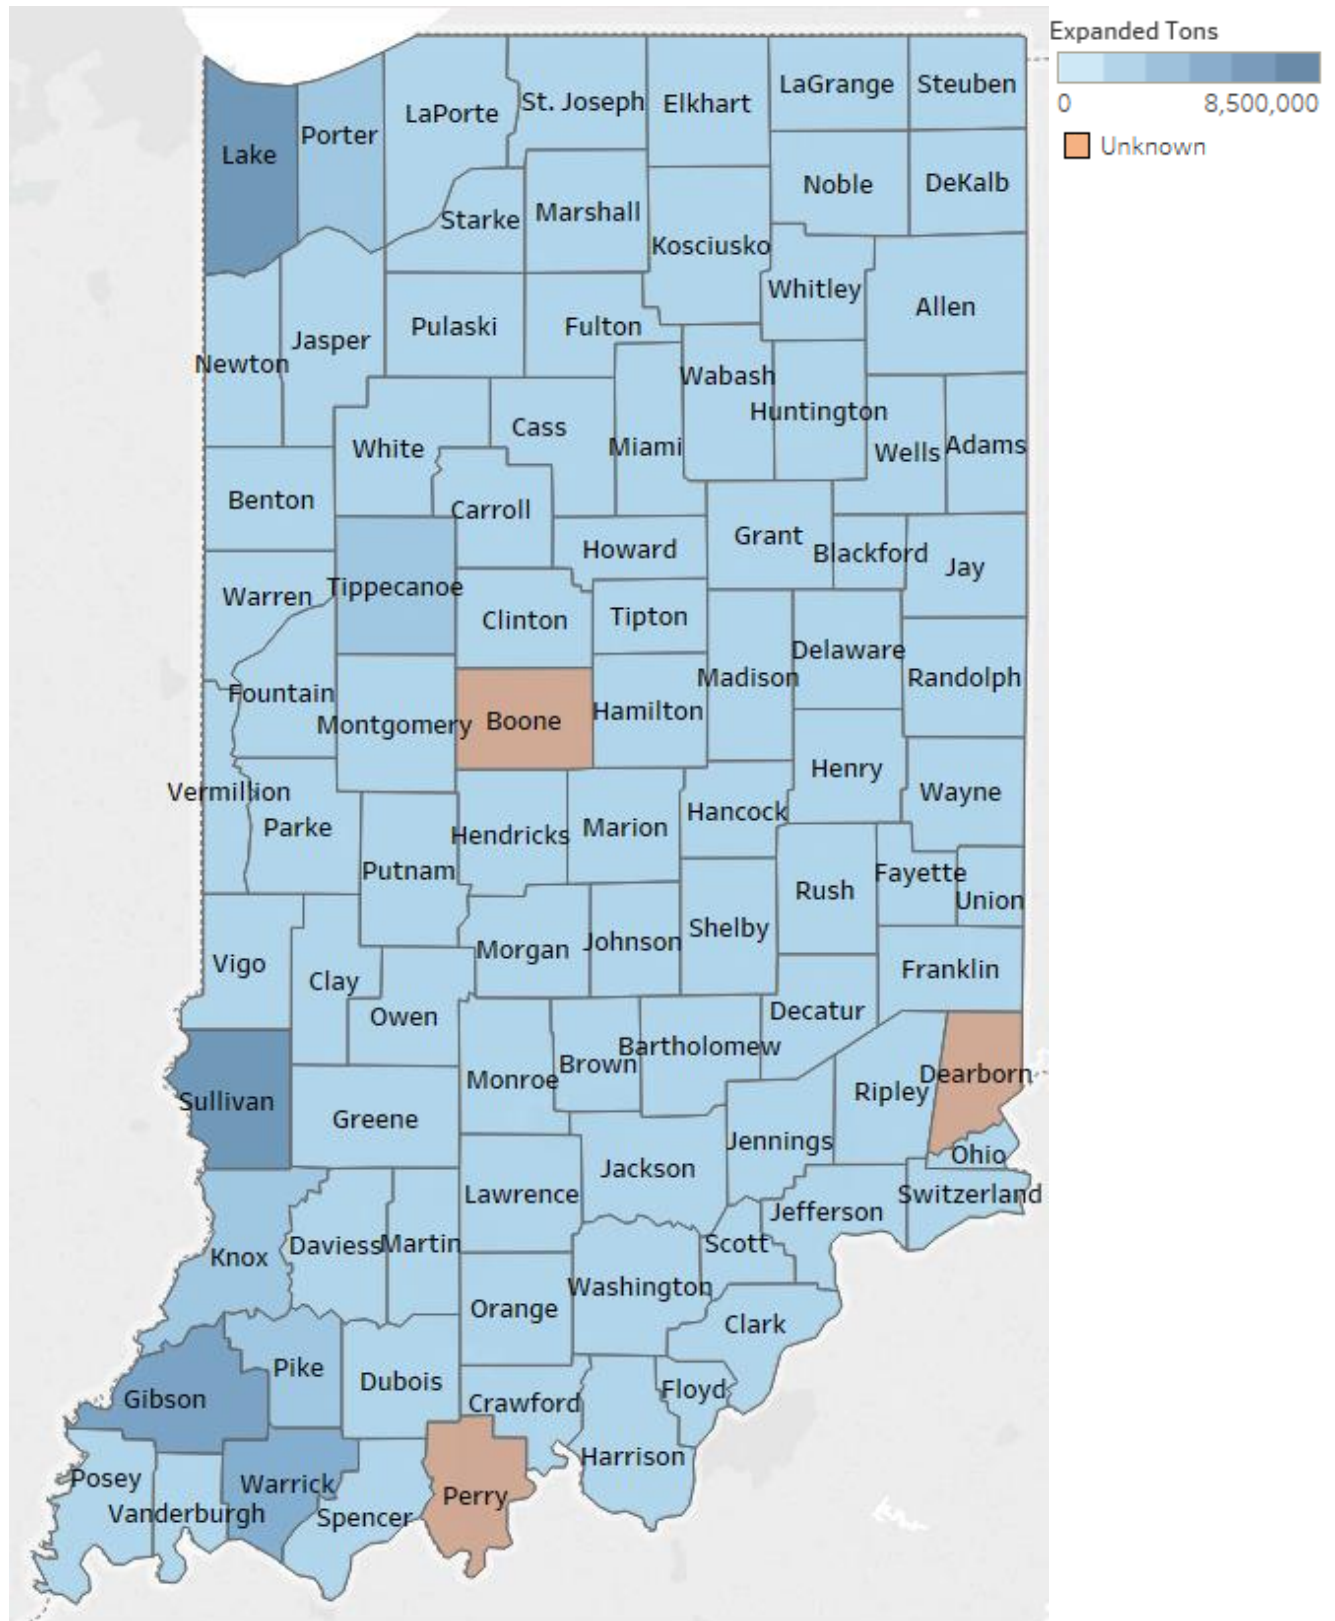 Expanded Tons
0 8,500,000
Unknown
LaGrange Steuben
LaPorte St. Joseph Elkhart
Porter
Lake
Noble DeKalb
Starke Marshall
Kosciusko
Whitley
Allen
Pulaski Fulton
Jasper
Newton
Wabash
Huntington
Cass
White Miami Wells Adams
Benton
Carroll
Grant
Howard Blackford Jay
Tippecanoe
Warren
Clinton Tipton
Delaware
Madison Randolph
Fountain
Montgomery Boone Hamilton
Henry
Vermillion Wayne
Parke Hendricks Marion Hancock
Putnam Fayette
Rush Union
Shelby
Morgan Johnson
Vigo Franklin
Clay
Owen Decatur
Bartholomew
Brown
Monroe Dearborn
Ripley
Sullivan
Greene
Jennings
Ohio
Jackson
Lawrence Switzerland
Jefferson
Knox Daviess Martin Scott
Washington
Orange
Clark
Pike
Dubois
Gibson Crawford Floyd
Harrison
Posey Warrick
Perry
Vanderburgh Spencer